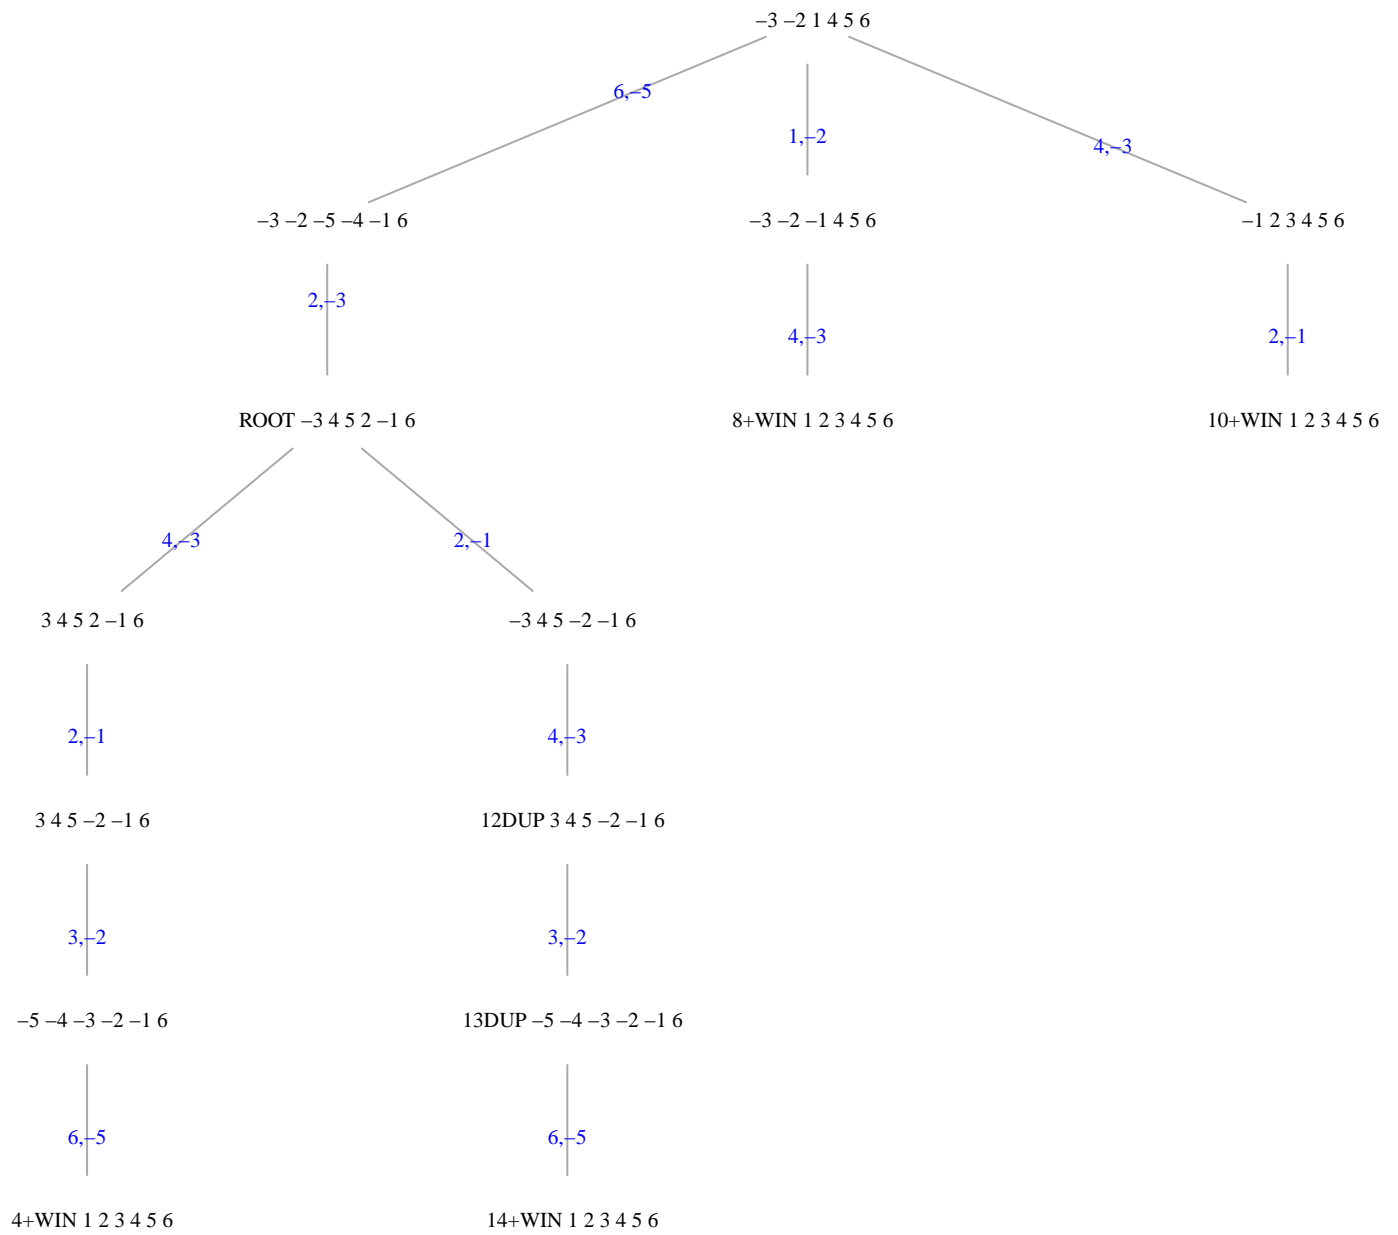 –3 –2 1 4 5 6
6,–5
1,–2
4,–3
–3 –2 –5 –4 –1 6
–3 –2 –1 4 5 6
–1 2 3 4 5 6
2,–3
4,–3
2,–1
ROOT –3 4 5 2 –1 6
8+WIN 1 2 3 4 5 6
10+WIN 1 2 3 4 5 6
4,–3
2,–1
3 4 5 2 –1 6
–3 4 5 –2 –1 6
2,–1
4,–3
3 4 5 –2 –1 6
12DUP 3 4 5 –2 –1 6
3,–2
3,–2
–5 –4 –3 –2 –1 6
13DUP –5 –4 –3 –2 –1 6
6,–5
6,–5
4+WIN 1 2 3 4 5 6
14+WIN 1 2 3 4 5 6